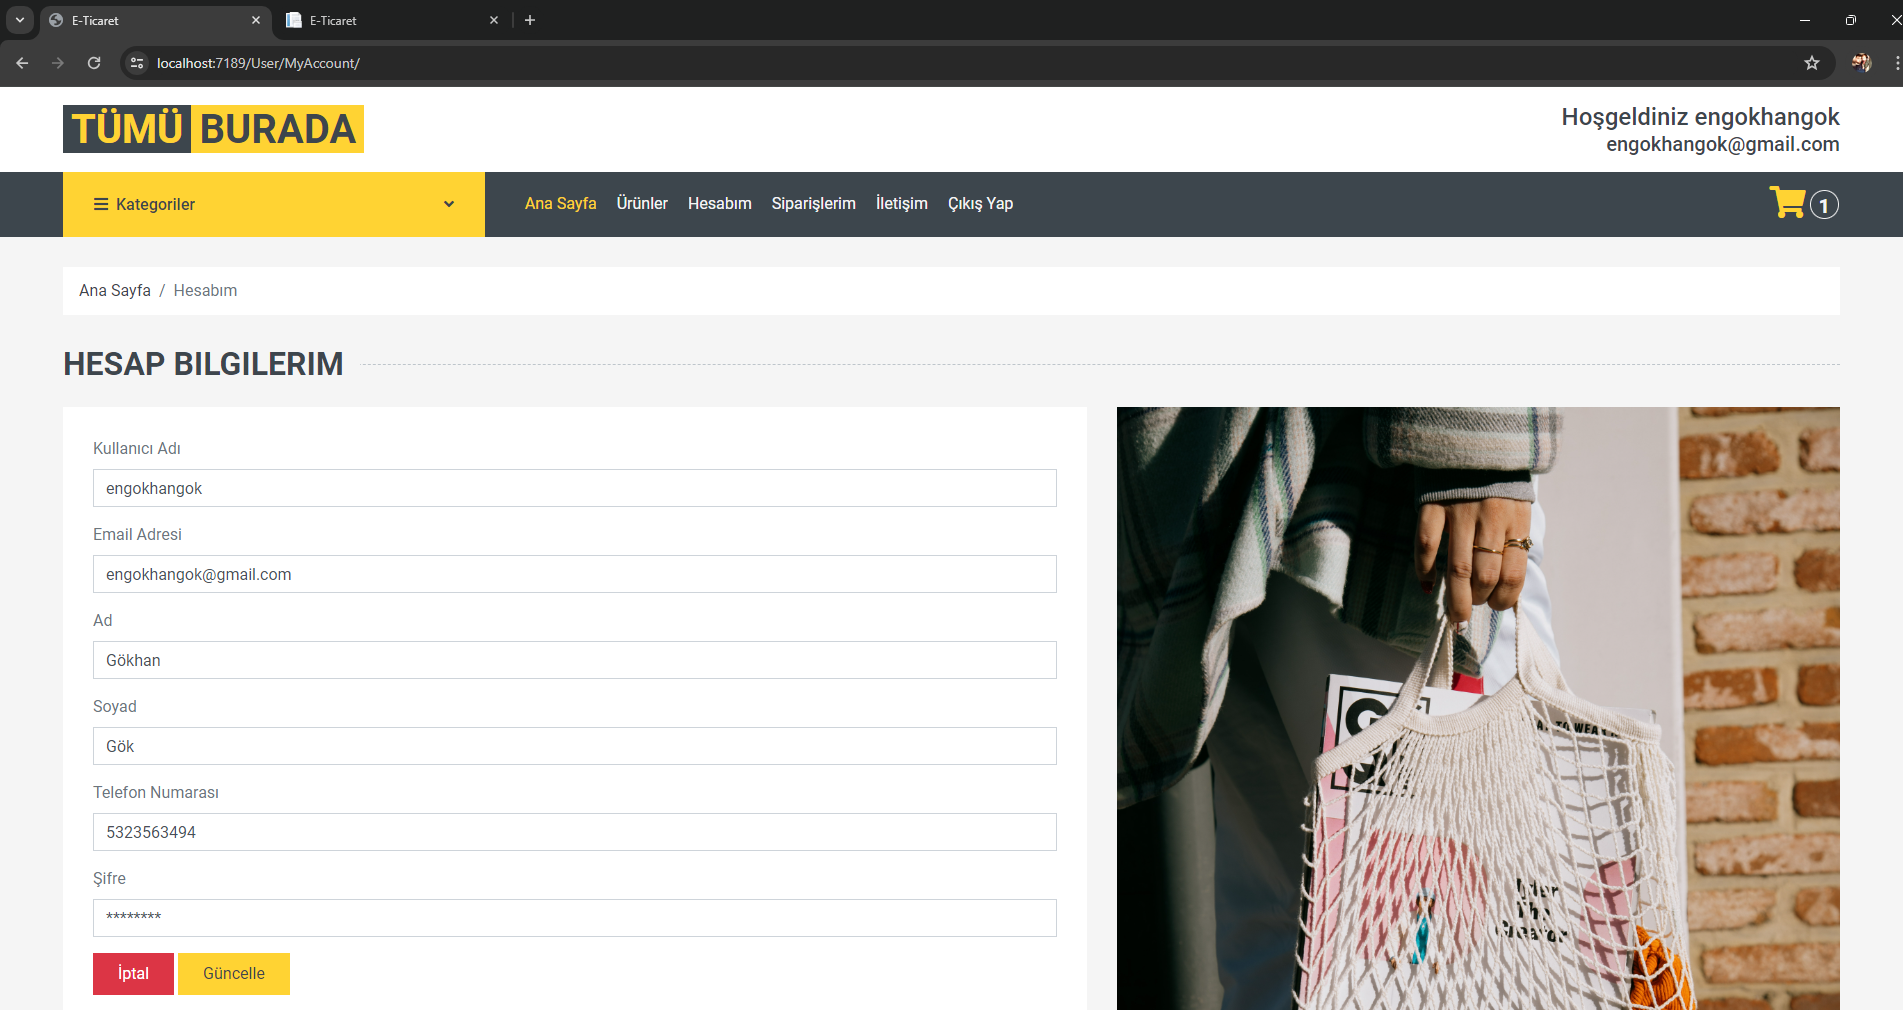 E-Ticaret
E-Ticaret
localhost:7189/User/MyAccount/
TÜMÜ BURADA
Hoşgeldiniz engokhangok
engokhangok@gmail.com
Kategoriler
Ana Sayfa Ürünler Hesabım Siparişlerim İletişim Çıkış Yap
1
Ana Sayfa / Hesabım
HESAP BILGILERIM
Kullanıcı Adı
engokhangok
Email Adresi
engokhangok@gmail.com
Ad
Gökhan
Soyad
Gök
Telefon Numarası
5323563494
Şifre
********
İptal Güncelle
TO WEA